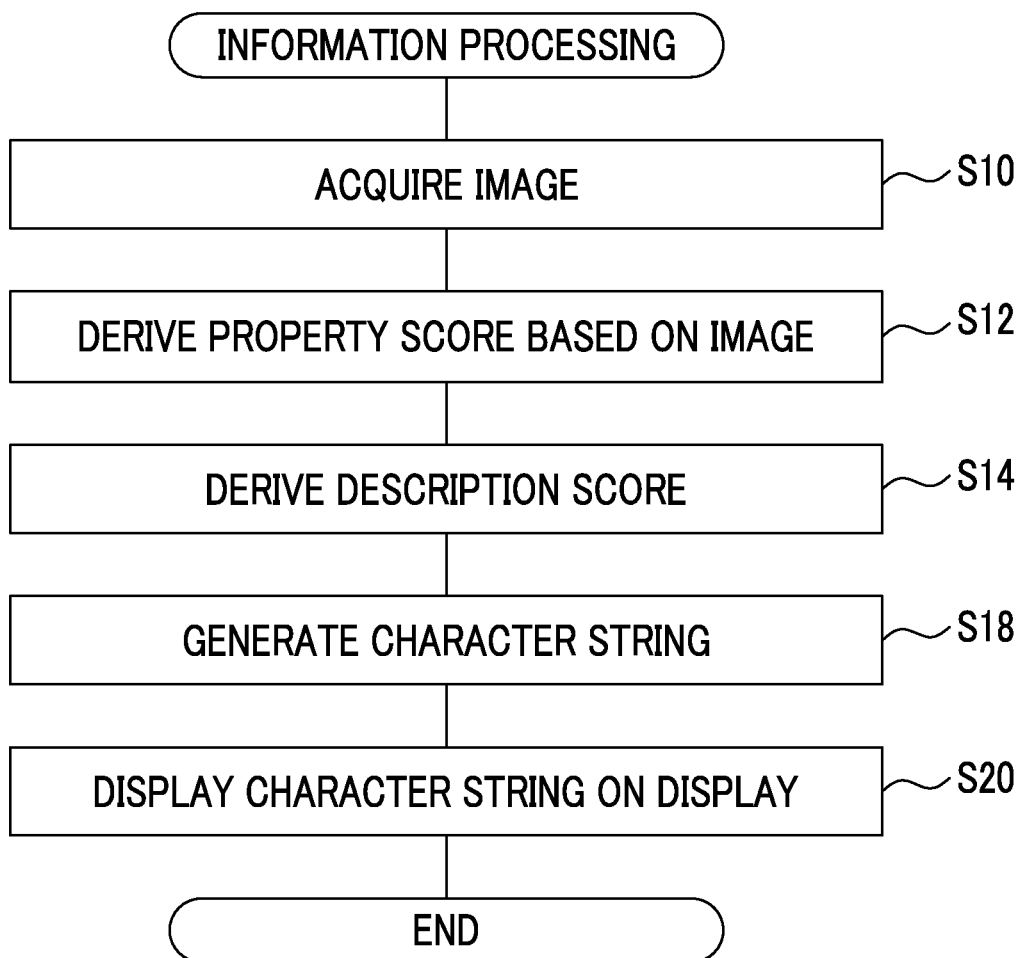 INFORMATION PROCESSING
ACQUIRE IMAGE
S10
DERIVE PROPERTY SCORE BASED ON IMAGE
S12
DERIVE DESCRIPTION SCORE
S14
GENERATE CHARACTER STRING
S18
DISPLAY CHARACTER STRING ON DISPLAY
S20
END